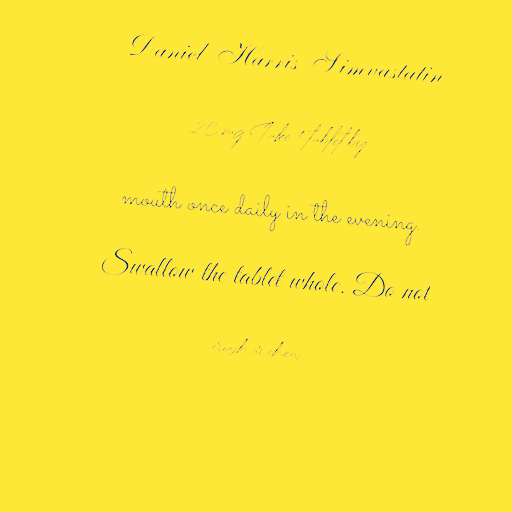 Daniel Harris Simvastatin
20 mg Take 1 tablet by
mouth once daily in the evening.
Swallow the tablet whole. Do not
crush or chew.